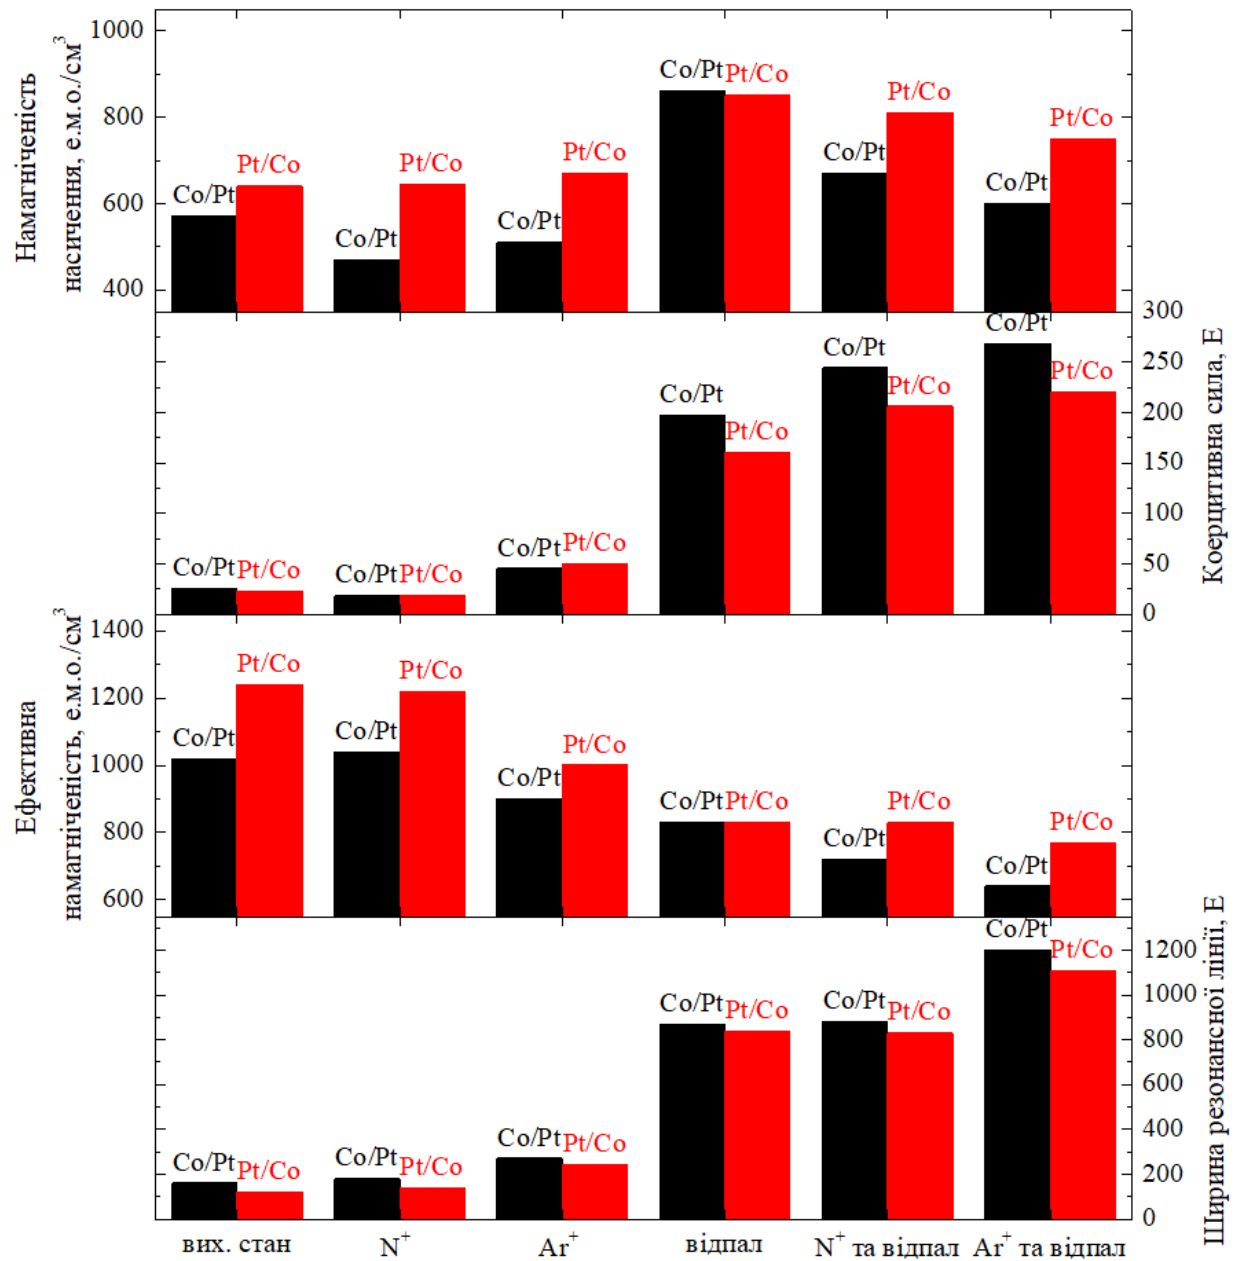 Намагніченість
насичення, е.м.о./см³
1000
800
600
400
Co/Pt
Pt/Co
Co/Pt
Pt/Co
Co/Pt
Pt/Co
Co/Pt
Pt/Co
Co/Pt
Pt/Co
Co/Pt
Pt/Co
Коерцитивна сила, Е
300
250
200
150
100
50
0
Co/Pt
Pt/Co
Co/Pt
Pt/Co
Co/Pt
Pt/Co
Co/Pt
Pt/Co
Co/Pt
Pt/Co
Co/Pt
Pt/Co
Ефективна
намагніченість, е.м.о./см³
1400
1200
1000
800
600
Co/Pt
Pt/Co
Co/Pt
Pt/Co
Co/Pt
Pt/Co
Co/Pt
Pt/Co
Co/Pt
Pt/Co
Co/Pt
Pt/Co
Ширина резонансної лінії, Е
1200
1000
800
600
400
200
0
Co/Pt
Pt/Co
Co/Pt
Pt/Co
Co/Pt
Pt/Co
Co/Pt
Pt/Co
Co/Pt
Pt/Co
Co/Pt
Pt/Co
вих. стан
N⁺
Ar⁺
відпал
N⁺ та відпал
Ar⁺ та відпал